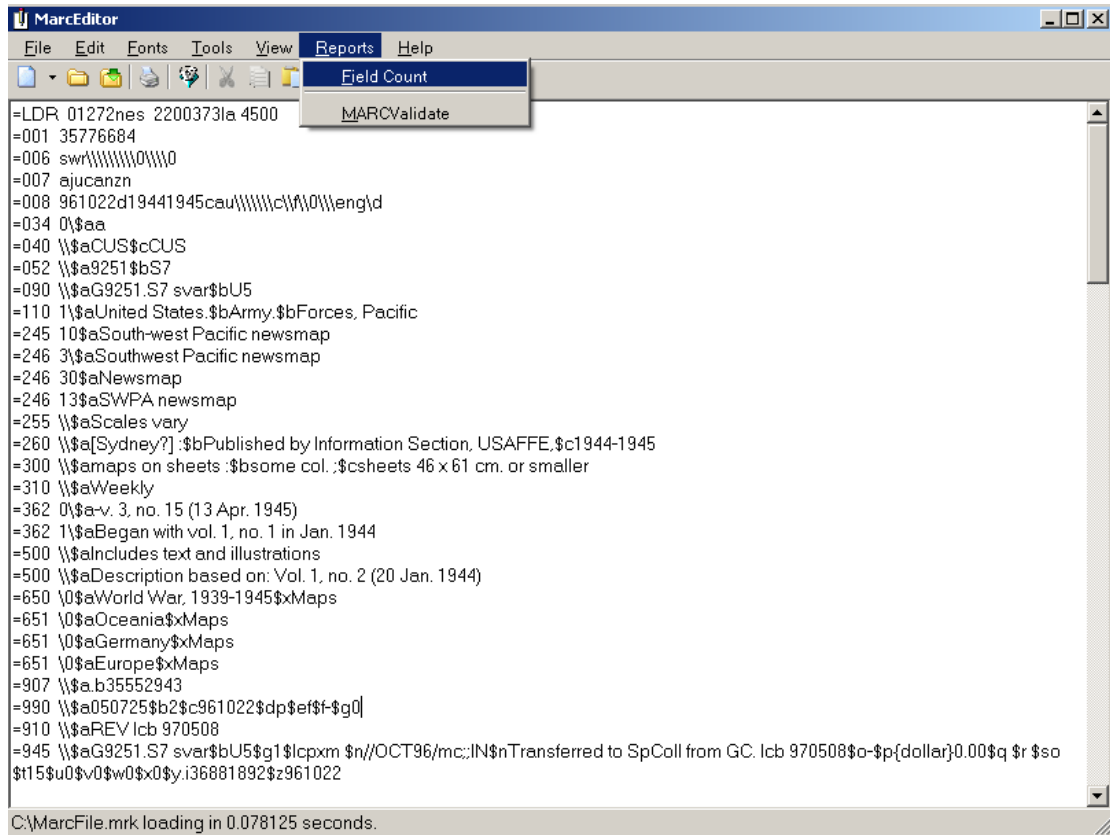 MarcEditor
File Edit Fonts Tools View Reports Help
Field Count
MARCValidate
=LDR 01272nes 2200373Ia 4500
=001 35776684
=006 swr\\\\\\\\\0\\\\0
=007 ajucanzn
=008 961022d19441945cau\\\\\\c\\f\\0\\\eng\d
=034 0\$aa
=040 \\$aCUS$cCUS
=052 \\$a9251$bS7
=090 \\$aG9251.S7 svar$bU5
=110 1\$aUnited States.$bArmy.$bForces, Pacific
=245 10$aSouth-west Pacific newsmap
=246 3\$aSouthwest Pacific newsmap
=246 30$aNewsmap
=246 13$aSWPA newsmap
=255 \\$aScales vary
=260 \\$a[Sydney?] :$bPublished by Information Section, USAFFE,$c1944-1945
=300 \\$amaps on sheets :$bsome col. ;$csheets 46 x 61 cm. or smaller
=310 \\$aWeekly
=362 0\$a-v. 3, no. 15 (13 Apr. 1945)
=362 1\$aBegan with vol. 1, no. 1 in Jan. 1944
=500 \\$aIncludes text and illustrations
=500 \\$aDescription based on: Vol. 1, no. 2 (20 Jan. 1944)
=650 \0$aWorld War, 1939-1945$xMaps
=651 \0$aOceania$xMaps
=651 \0$aGermany$xMaps
=651 \0$aEurope$xMaps
=907 \\$a.b35552943
=990 \\$a050725$b2$c961022$dp$ef$f-$g0
=910 \\$aREV lcb 970508
=945 \\$aG9251.S7 svar$bU5$g1$lcpxm $n//OCT96/mc;;IN$nTransferred to SpColl from GC. lcb 970508$o-$p{dollar}0.00$q $r $so
$t15$u0$v0$w0$x0$y.i36881892$z961022
C:\MarcFile.mrk loading in 0.078125 seconds.